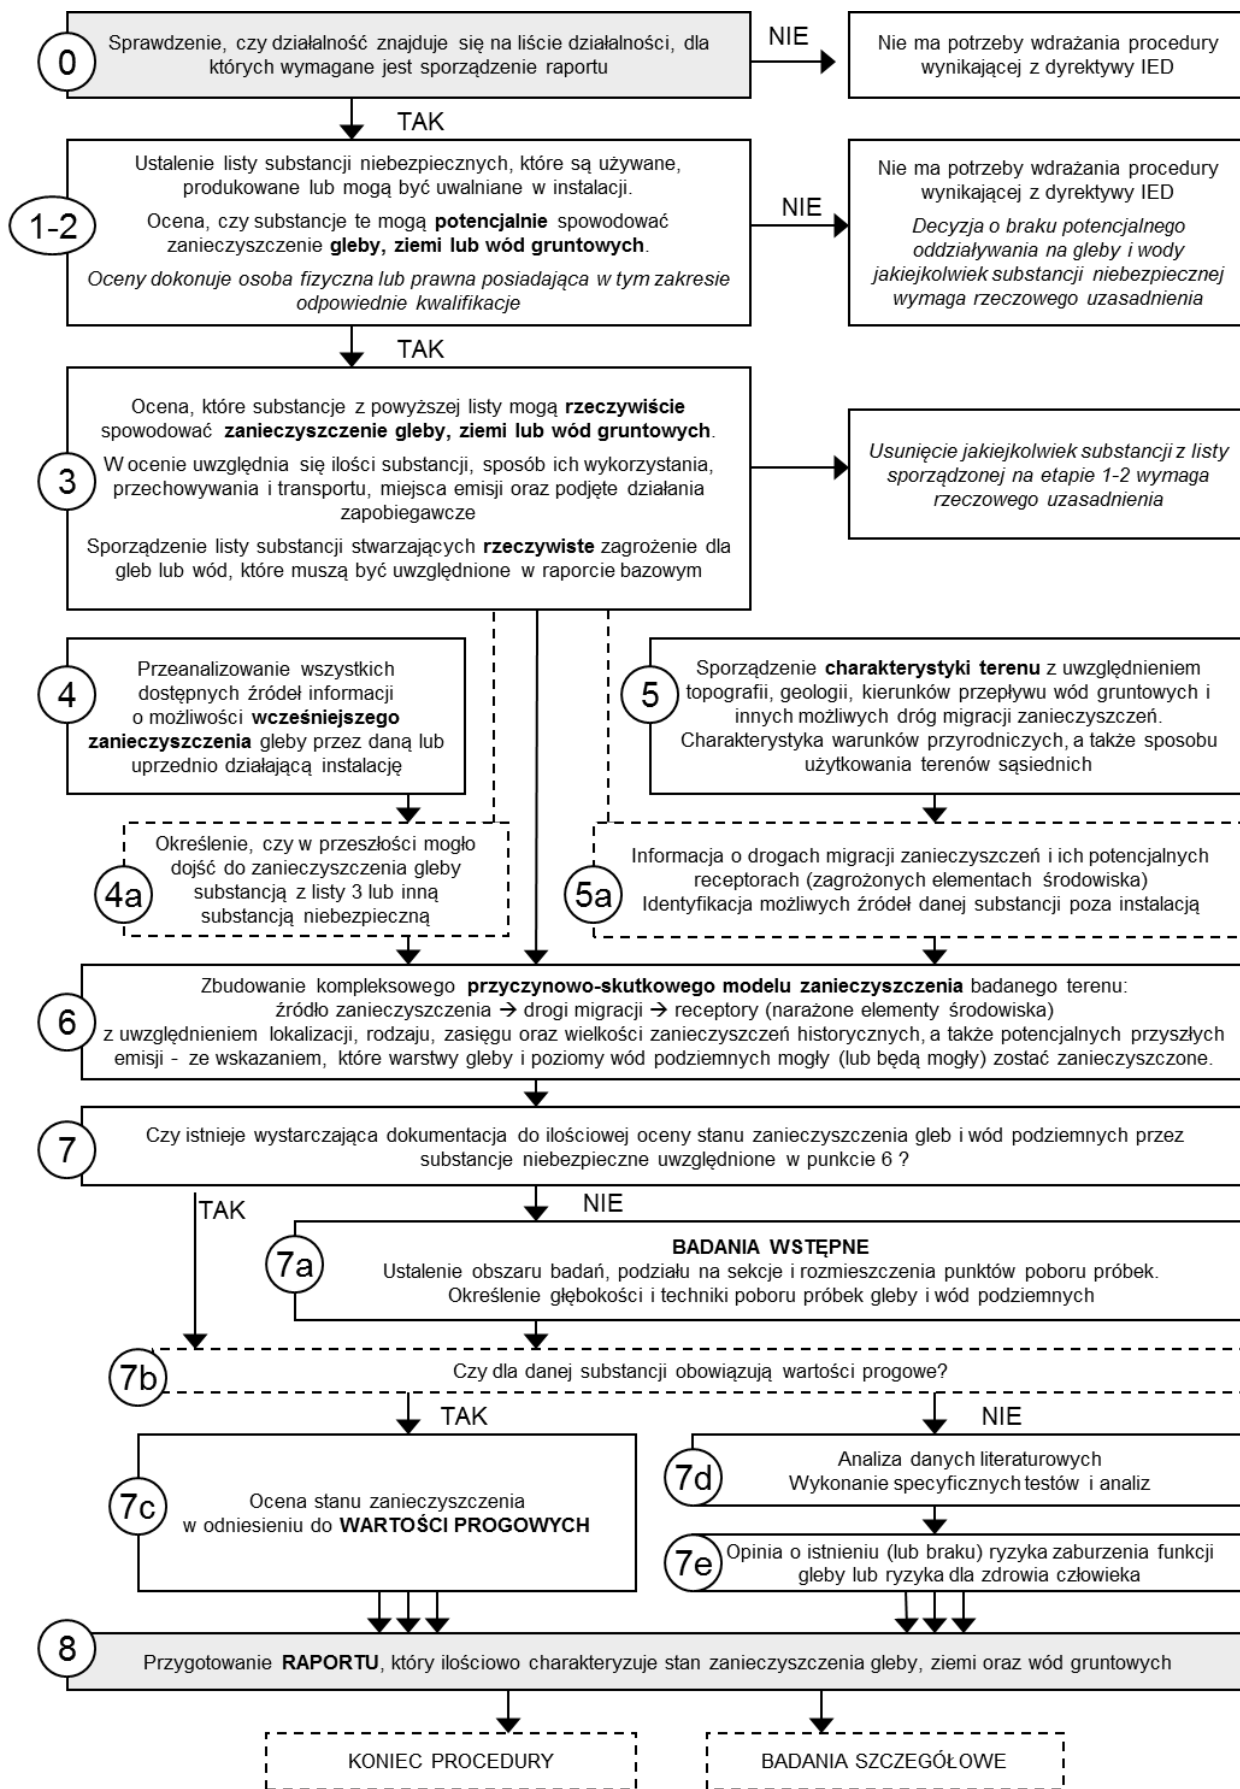 0
Sprawdzenie, czy działalność znajduje się na liście działalności, dla
których wymagane jest sporządzenie raportu
NIE
Nie ma potrzeby wdrażania procedury
wynikającej z dyrektywy IED
TAK
1-2
Ustalenie listy substancji niebezpiecznych, które są używane,
produkowane lub mogą być uwalniane w instalacji.
Ocena, czy substancje te mogą potencjalnie spowodować
zanieczyszczenie gleby, ziemi lub wód gruntowych.
Oceny dokonuje osoba fizyczna lub prawna posiadająca w tym zakresie
odpowiednie kwalifikacje
NIE
Nie ma potrzeby wdrażania procedury
wynikającej z dyrektywy IED
Decyzja o braku potencjalnego
oddziaływania na gleby i wody
jakiejkolwiek substancji niebezpiecznej
wymaga rzeczowego uzasadnienia
TAK
3
Ocena, które substancje z powyższej listy mogą rzeczywiście
spowodować zanieczyszczenie gleby, ziemi lub wód gruntowych.
W ocenie uwzględnia się ilości substancji, sposób ich wykorzystania,
przechowywania i transportu, miejsca emisji oraz podjęte działania
zapobiegawcze
Sporządzenie listy substancji stwarzających rzeczywiste zagrożenie dla
gleb lub wód, które muszą być uwzględnione w raporcie bazowym
Usunięcie jakiejkolwiek substancji z listy
sporządzonej na etapie 1-2 wymaga
rzeczowego uzasadnienia
4
Przeanalizowanie wszystkich
dostępnych źródeł informacji
o możliwości wcześniejszego
zanieczyszczenia gleby przez daną lub
uprzednio działającą instalację
5
Sporządzenie charakterystyki terenu z uwzględnieniem
topografii, geologii, kierunków przepływu wód gruntowych i
innych możliwych dróg migracji zanieczyszczeń.
Charakterystyka warunków przyrodniczych, a także sposobu
użytkowania terenów sąsiednich
4a
Określenie, czy w przeszłości mogło
dojść do zanieczyszczenia gleby
substancją z listy 3 lub inną
substancją niebezpieczną
5a
Informacja o drogach migracji zanieczyszczeń i ich potencjalnych
receptorach (zagrożonych elementach środowiska)
Identyfikacja możliwych źródeł danej substancji poza instalacją
6
Zbudowanie kompleksowego przyczynowo-skutkowego modelu zanieczyszczenia badanego terenu:
źródło zanieczyszczenia → drogi migracji → receptory (narażone elementy środowiska)
z uwzględnieniem lokalizacji, rodzaju, zasięgu oraz wielkości zanieczyszczeń historycznych, a także potencjalnych przyszłych
emisji - ze wskazaniem, które warstwy gleby i poziomy wód podziemnych mogły (lub będą mogły) zostać zanieczyszczone.
7
Czy istnieje wystarczająca dokumentacja do ilościowej oceny stanu zanieczyszczenia gleb i wód podziemnych przez
substancje niebezpieczne uwzględnione w punkcie 6 ?
TAK
NIE
7a
BADANIA WSTĘPNE
Ustalenie obszaru badań, podziału na sekcje i rozmieszczenia punktów poboru próbek.
Określenie głębokości i techniki poboru próbek gleby i wód podziemnych
7b
Czy dla danej substancji obowiązują wartości progowe?
TAK
NIE
7c
Ocena stanu zanieczyszczenia
w odniesieniu do WARTOŚCI PROGOWYCH
7d
Analiza danych literaturowych
Wykonanie specyficznych testów i analiz
7e
Opinia o istnieniu (lub braku) ryzyka zaburzenia funkcji
gleby lub ryzyka dla zdrowia człowieka
8
Przygotowanie RAPORTU, który ilościowo charakteryzuje stan zanieczyszczenia gleby, ziemi oraz wód gruntowych
KONIEC PROCEDURY
BADANIA SZCZEGÓŁOWE